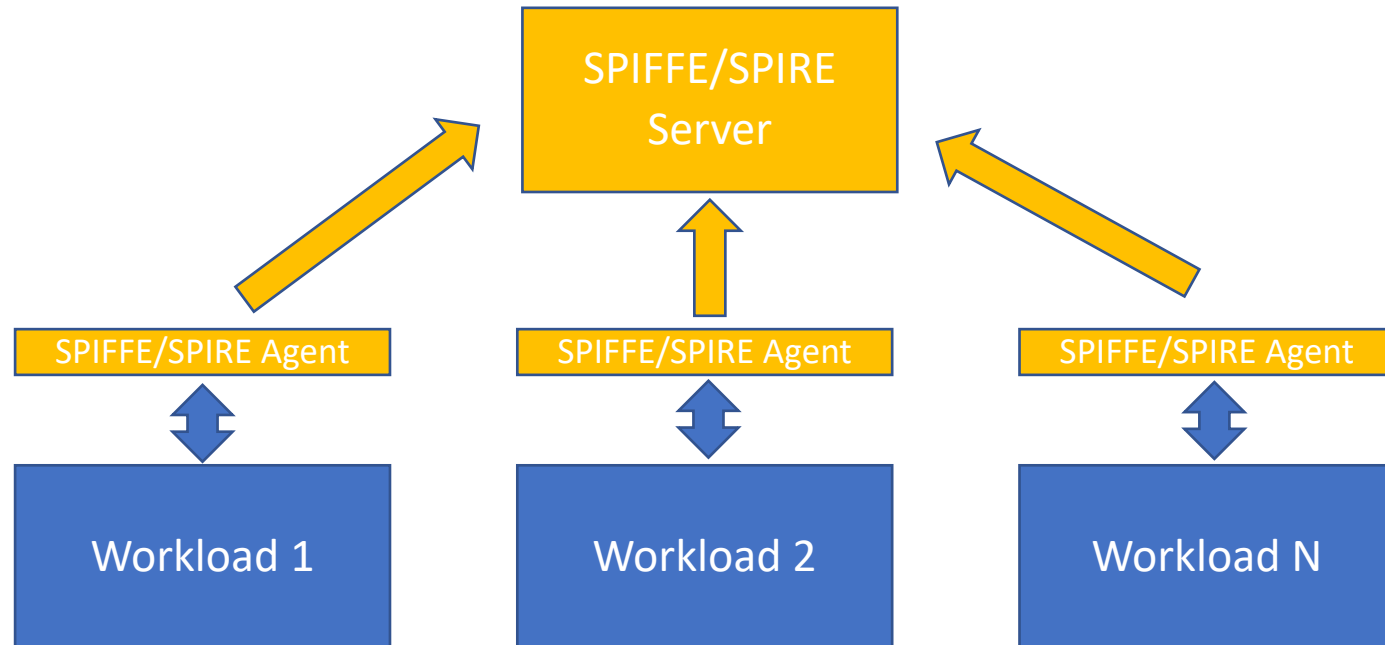 SPIFFE/SPIRE
Server
SPIFFE/SPIRE Agent
SPIFFE/SPIRE Agent
SPIFFE/SPIRE Agent
Workload 1
Workload 2
Workload N